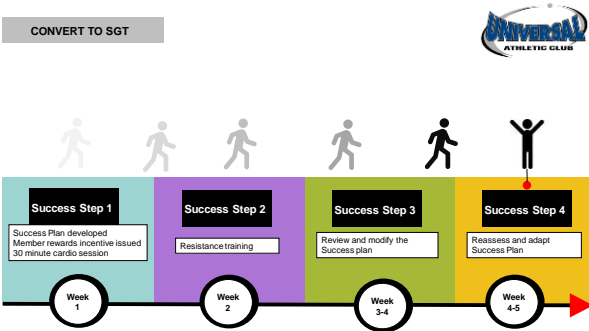 CONVERT TO SGT
UNIVERSAL
ATHLETIC CLUB
Success Step 1
Success Plan developed
Member rewards incentive issued
30 minute cardio session
Success Step 2
Resistance training
Success Step 3
Review and modify the
Success plan
Success Step 4
Reassess and adapt
Success Plan
Week
1
Week
2
Week
3-4
Week
4-5